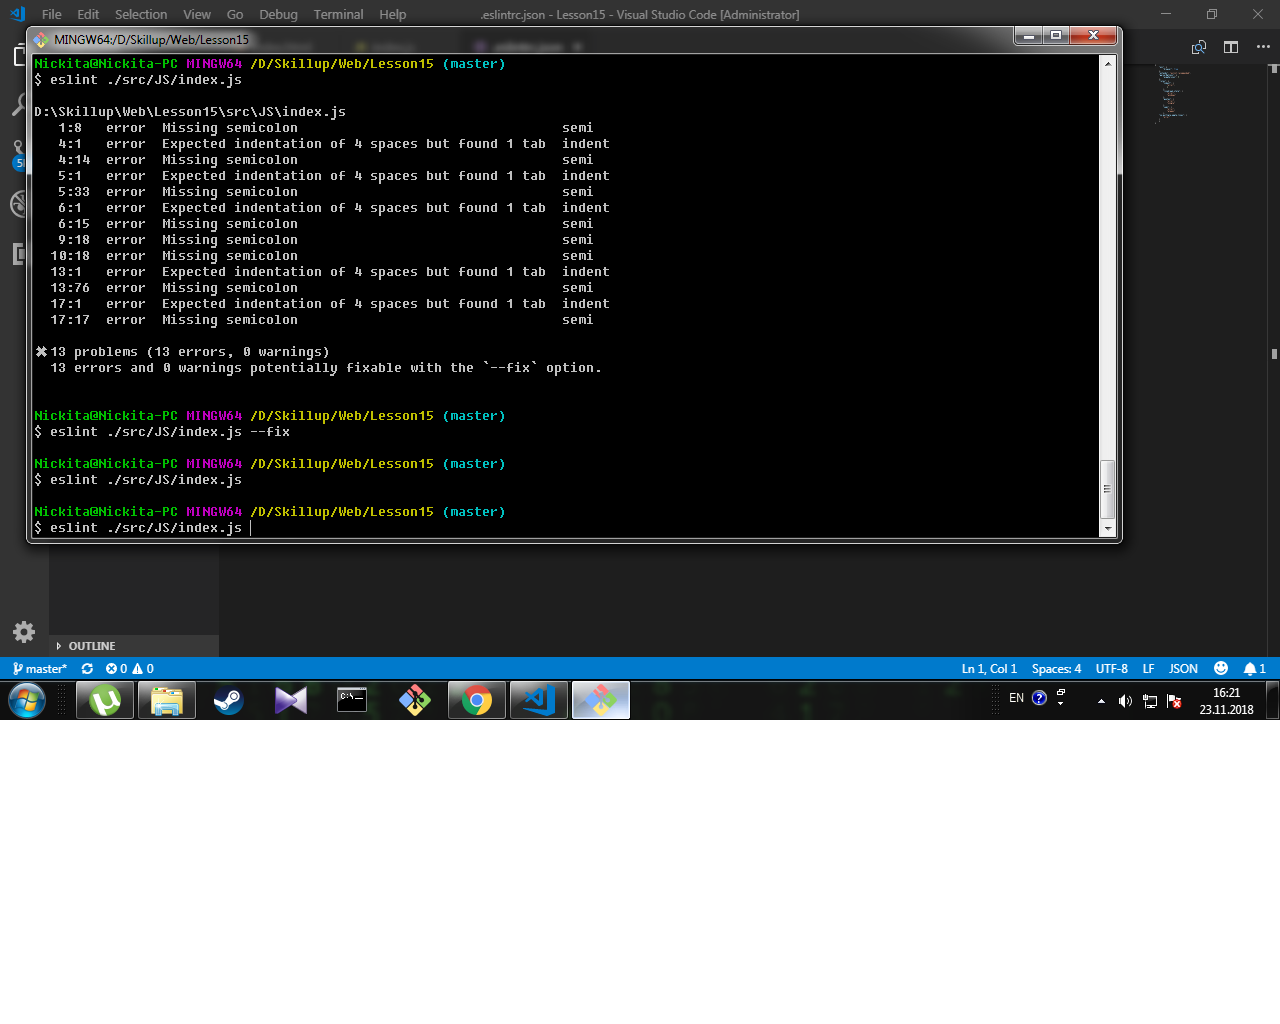 File Edit Selection View Go Debug Terminal Help .eslintrc.json - Lesson15 - Visual Studio Code [Administrator]
MINGW64:/D/Skillup/Web/Lesson15
Nickita@Nickita-PC MINGW64 /D/Skillup/Web/Lesson15 (master)
$ eslint ./src/JS/index.js
D:\Skillup\Web\Lesson15\src\JS\index.js
1:8 error Missing semicolon semi
4:1 error Expected indentation of 4 spaces but found 1 tab indent
4:14 error Missing semicolon semi
5:1 error Expected indentation of 4 spaces but found 1 tab indent
5:33 error Missing semicolon semi
6:1 error Expected indentation of 4 spaces but found 1 tab indent
6:15 error Missing semicolon semi
9:18 error Missing semicolon semi
10:18 error Missing semicolon semi
13:1 error Expected indentation of 4 spaces but found 1 tab indent
13:76 error Missing semicolon semi
17:1 error Expected indentation of 4 spaces but found 1 tab indent
17:17 error Missing semicolon semi
✖ 13 problems (13 errors, 0 warnings)
13 errors and 0 warnings potentially fixable with the `--fix` option.
Nickita@Nickita-PC MINGW64 /D/Skillup/Web/Lesson15 (master)
$ eslint ./src/JS/index.js --fix
Nickita@Nickita-PC MINGW64 /D/Skillup/Web/Lesson15 (master)
$ eslint ./src/JS/index.js
Nickita@Nickita-PC MINGW64 /D/Skillup/Web/Lesson15 (master)
$ eslint ./src/JS/index.js
OUTLINE
master* 0 0 Ln 1, Col 1 Spaces: 4 UTF-8 LF JSON 1
EN 16:21
23.11.2018